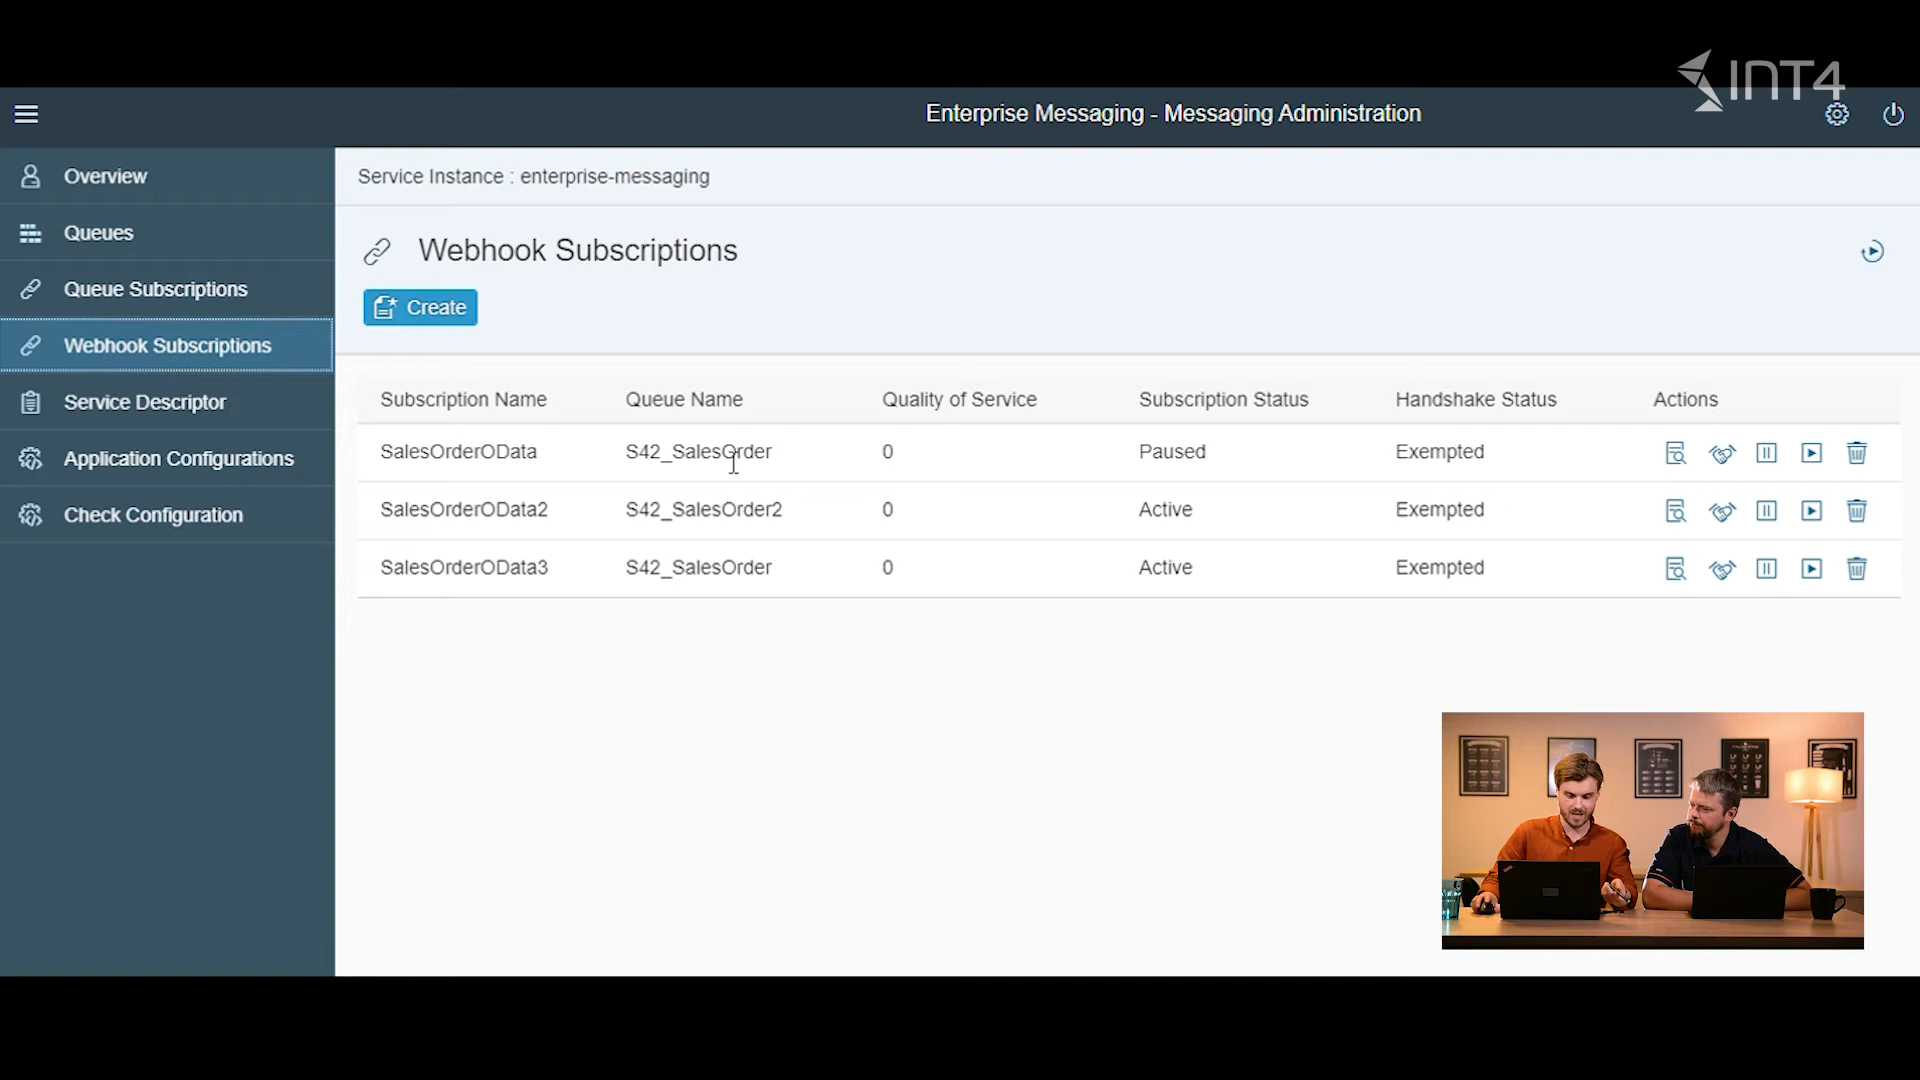 INT4
Enterprise Messaging - Messaging Administration
Overview
Queues
Queue Subscriptions
Webhook Subscriptions
Service Descriptor
Application Configurations
Check Configuration
Service Instance : enterprise-messaging
Webhook Subscriptions
Create
Subscription Name Queue Name Quality of Service Subscription Status Handshake Status Actions
SalesOrderOData S42_SalesOrder 0 Paused Exempted
SalesOrderOData2 S42_SalesOrder2 0 Active Exempted
SalesOrderOData3 S42_SalesOrder 0 Active Exempted